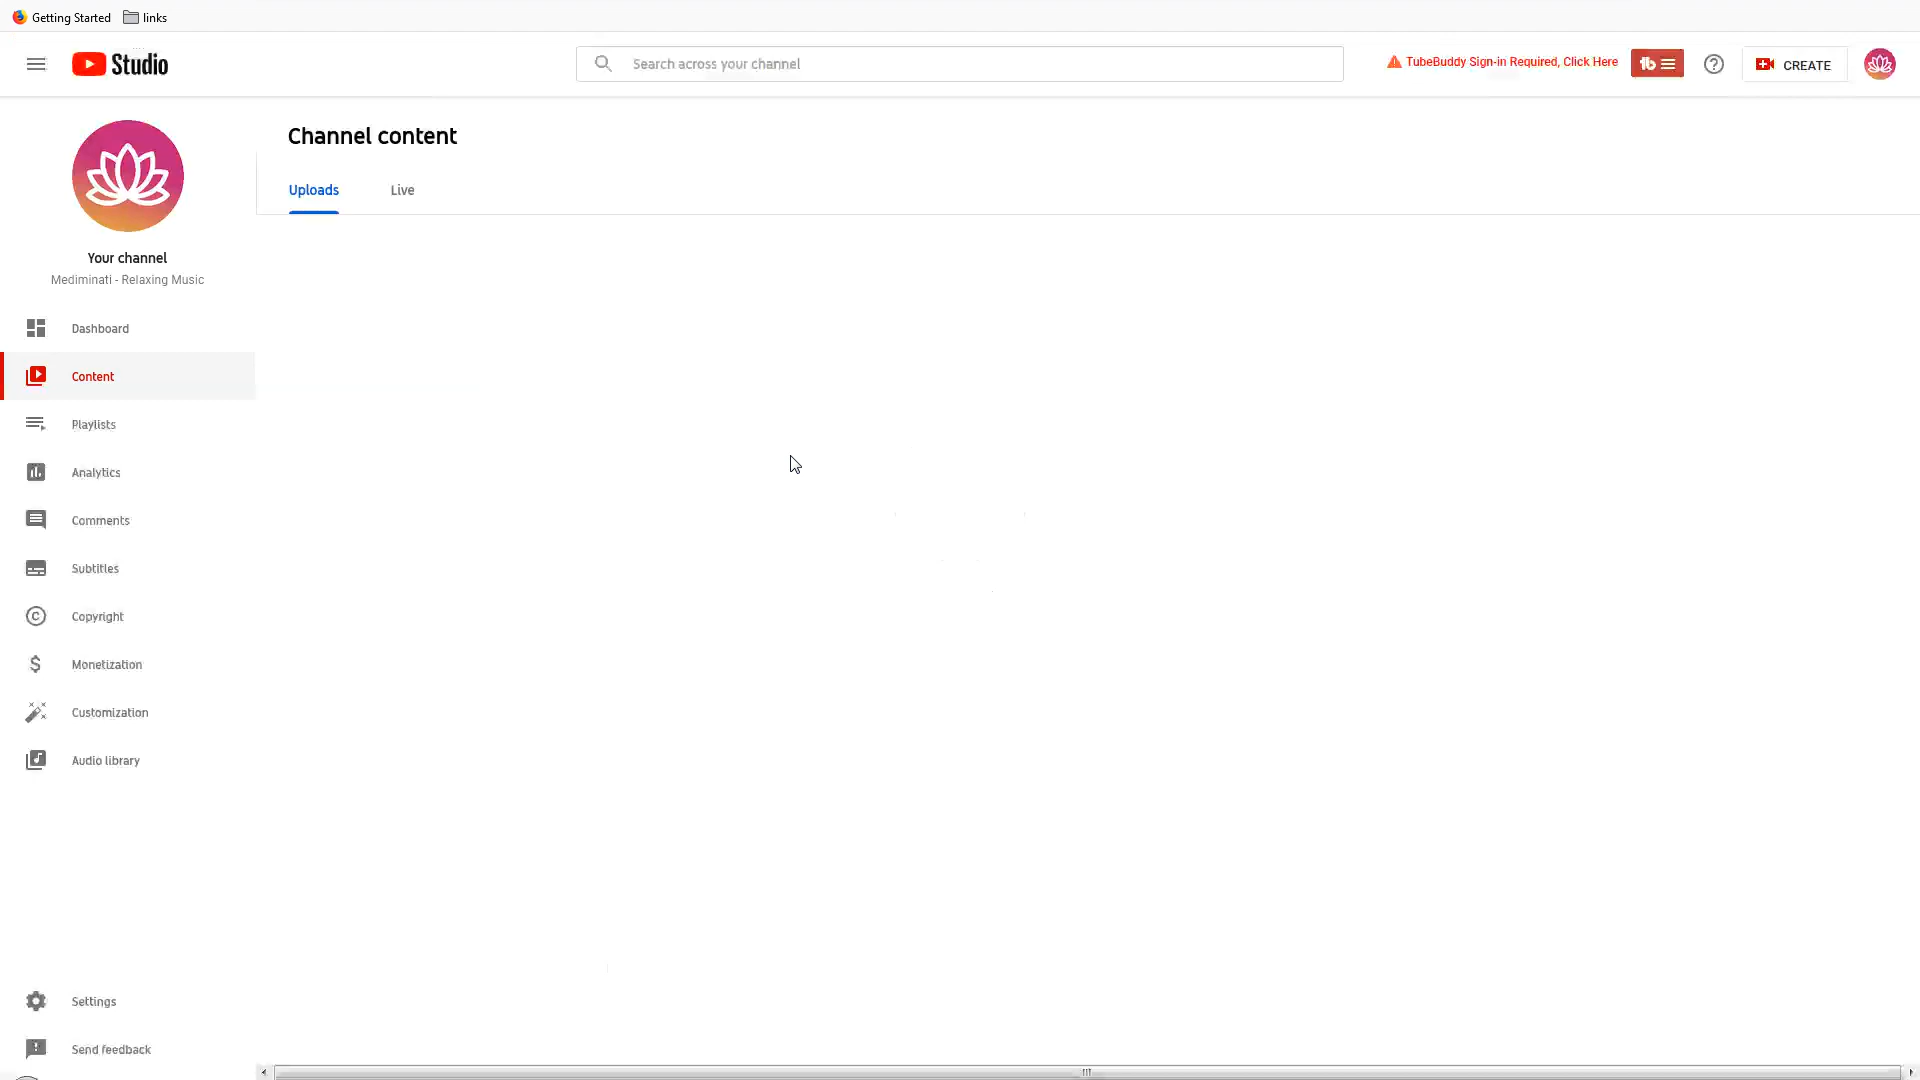 Getting Started
links
Studio
Search across your channel
TubeBuddy Sign-in Required, Click Here
CREATE
Channel content
Uploads
Live
Your channel
Mediminati - Relaxing Music
Dashboard
Content
Playlists
Analytics
Comments
Subtitles
Copyright
Monetization
Customization
Audio library
Settings
Send feedback